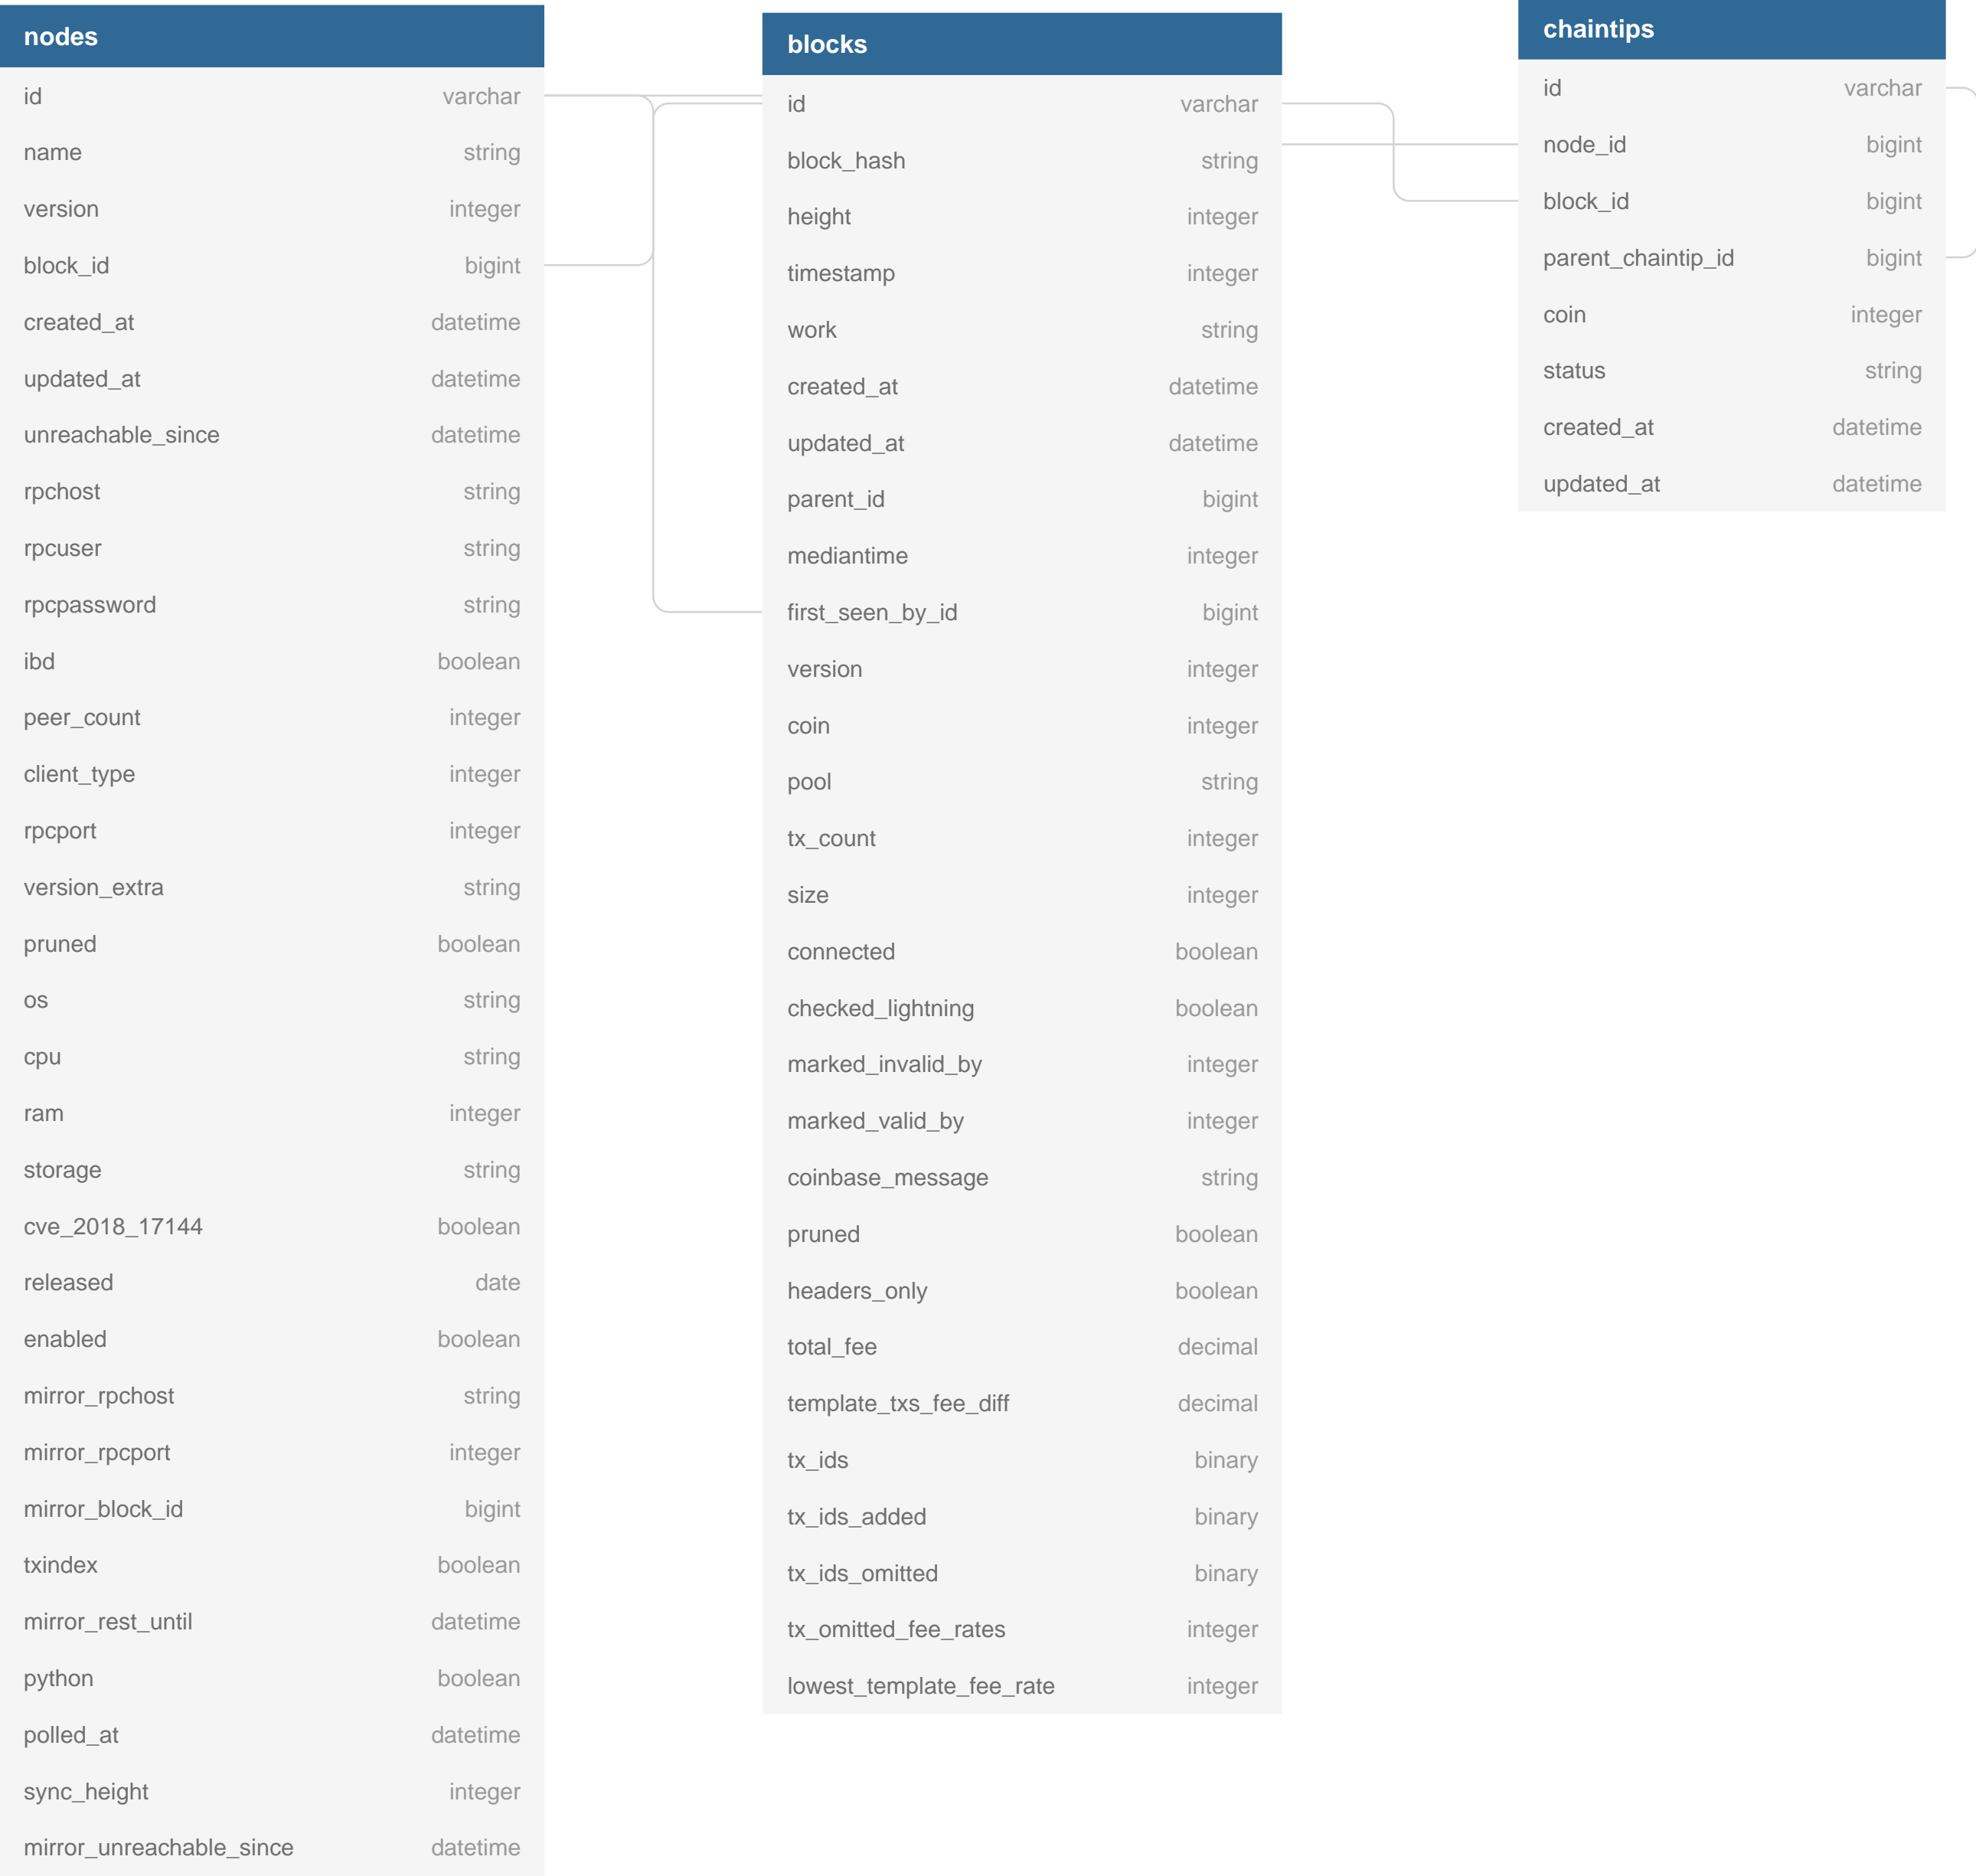 nodes
id varchar
name string
version integer
block_id bigint
created_at datetime
updated_at datetime
unreachable_since datetime
rpchost string
rpcuser string
rpcpassword string
ibd boolean
peer_count integer
client_type integer
rpcport integer
version_extra string
pruned boolean
os string
cpu string
ram integer
storage string
cve_2018_17144 boolean
released date
enabled boolean
mirror_rpchost string
mirror_rpcport integer
mirror_block_id bigint
txindex boolean
mirror_rest_until datetime
python boolean
polled_at datetime
sync_height integer
mirror_unreachable_since datetime
blocks
id varchar
block_hash string
height integer
timestamp integer
work string
created_at datetime
updated_at datetime
parent_id bigint
mediantime integer
first_seen_by_id bigint
version integer
coin integer
pool string
tx_count integer
size integer
connected boolean
checked_lightning boolean
marked_invalid_by integer
marked_valid_by integer
coinbase_message string
pruned boolean
headers_only boolean
total_fee decimal
template_txs_fee_diff decimal
tx_ids binary
tx_ids_added binary
tx_ids_omitted binary
tx_omitted_fee_rates integer
lowest_template_fee_rate integer
chaintips
id varchar
node_id bigint
block_id bigint
parent_chaintip_id bigint
coin integer
status string
created_at datetime
updated_at datetime